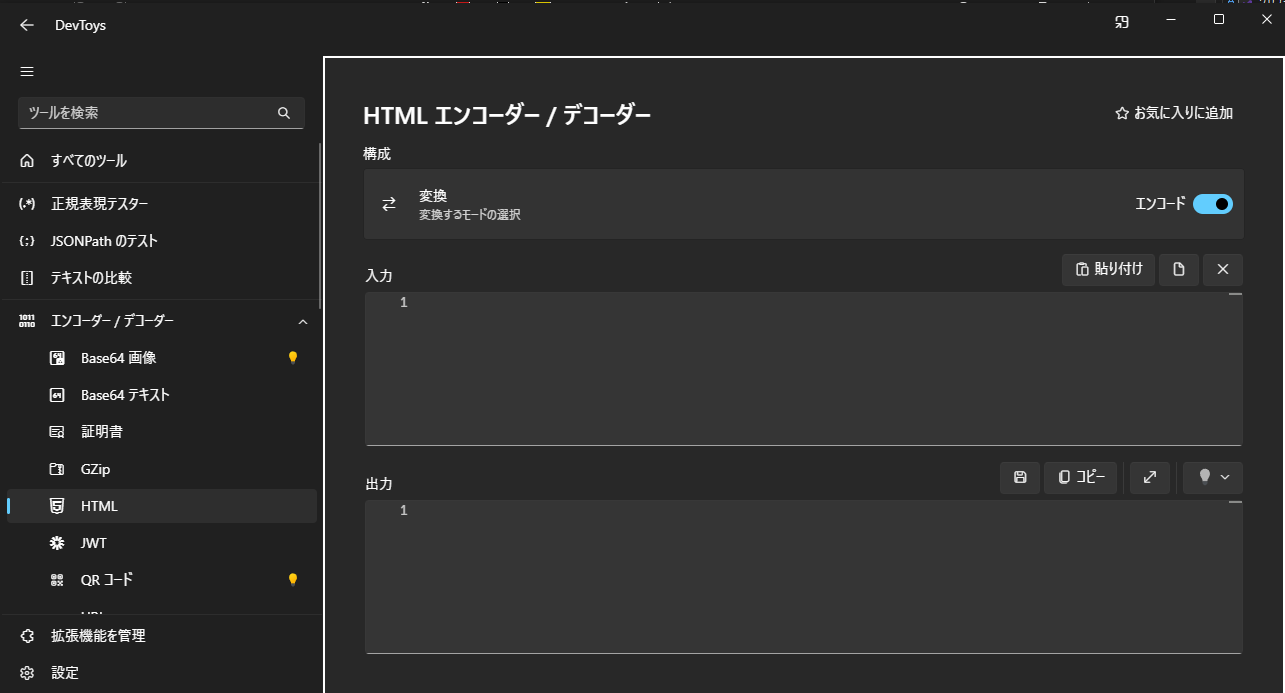 DevToys
ツールを検索
すべてのツール
正規表現テスター
JSONPath のテスト
テキストの比較
エンコーダー / デコーダー
Base64 画像
Base64 テキスト
証明書
GZip
HTML
JWT
QR コード
拡張機能を管理
設定
HTML エンコーダー / デコーダー
お気に入りに追加
構成
変換
変換するモードの選択
エンコード
入力
貼り付け
1
出力
コピー
1